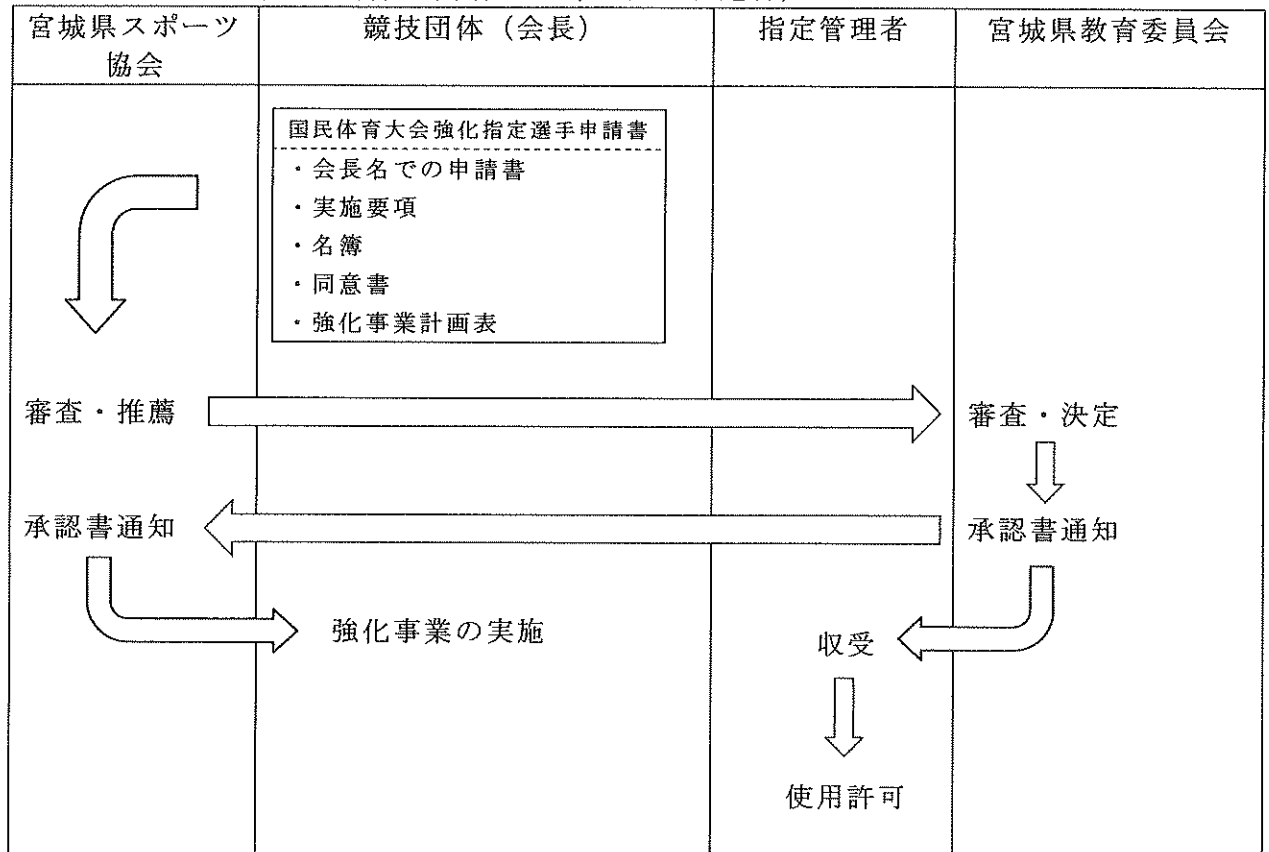 宮城県スポーツ
協会
競技団体（会長）
指定管理者
宮城県教育委員会
国民体育大会強化指定選手申請書
・会長名での申請書
・実施要項
・名簿
・同意書
・強化事業計画表
審査・推薦
審査・決定
承認書通知
承認書通知
強化事業の実施
収受
使用許可